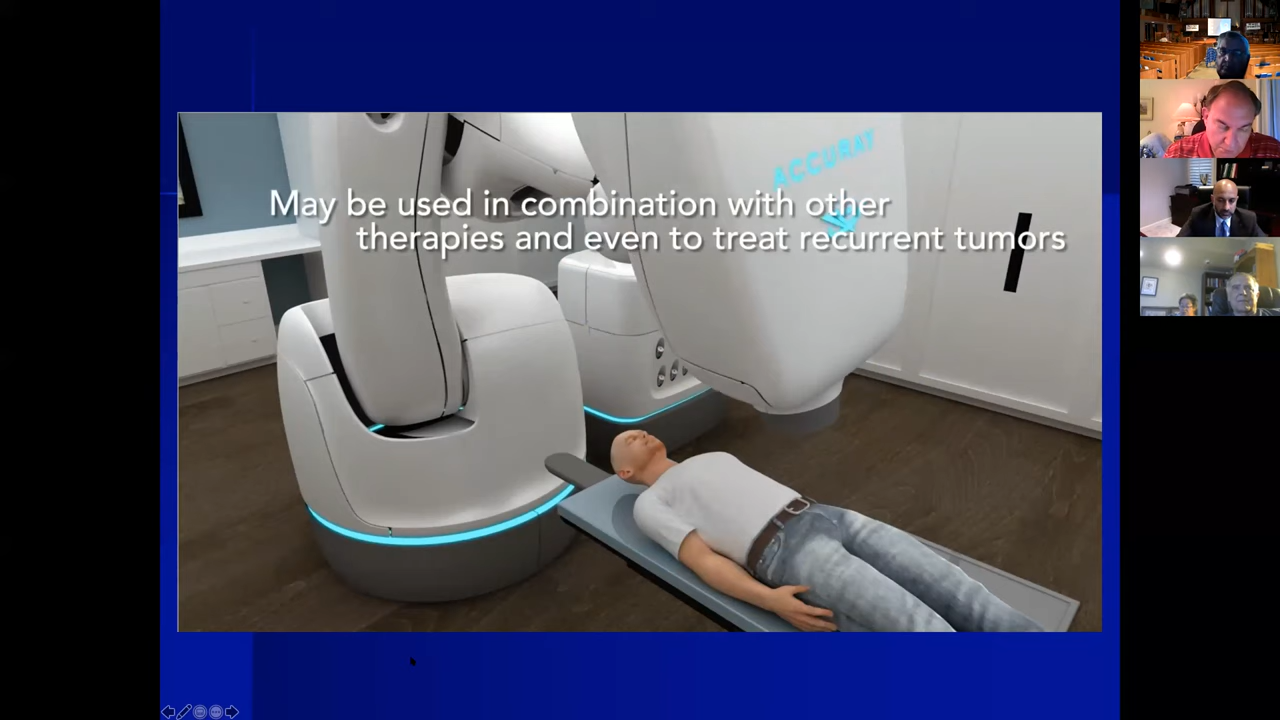 ACCURAY
May be used in combination with other
therapies and even to treat recurrent tumors